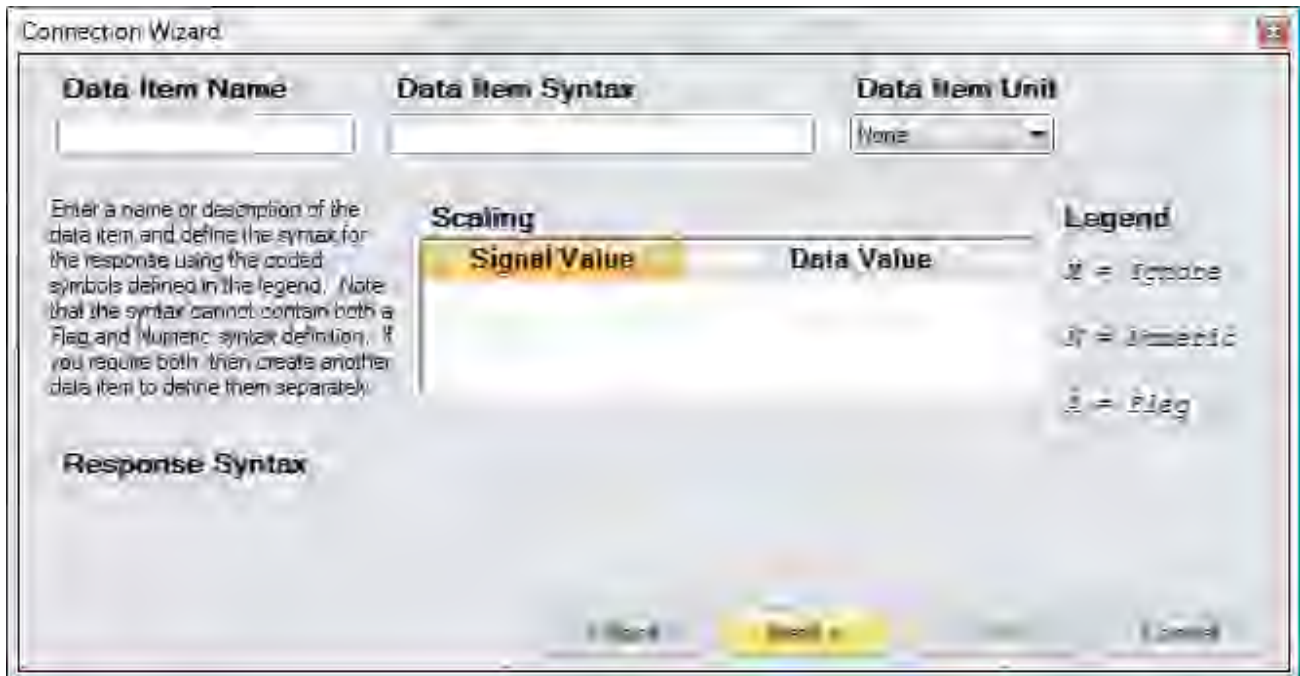 Connection Wizard
Data Item Name
Data Item Syntax
Data Item Unit
None
Enter a name or description of the
data item and define the syntax for
the response using the coded
symbols defined in the legend. Note
that the syntax cannot contain both a
Flag and Numeric syntax definition. If
you require both, then create another
data item to define them separately.
Scaling
Signal Value
Data Value
Legend
= Ignore
N = Numeric
= Flag
Response Syntax
< Back
Next >
Cancel